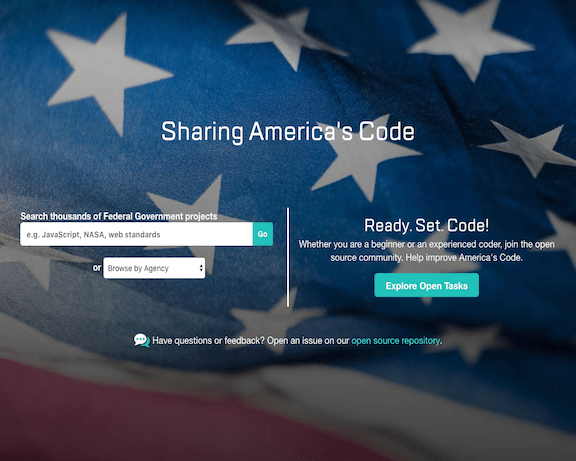 Sharing America's Code
Search thousands of Federal Government projects
e.g. JavaScript, NASA, web standards
Go
or
Browse by Agency
Ready. Set. Code!
Whether you are a beginner or an experienced coder, join the open
source community. Help improve America's Code.
Explore Open Tasks
Have questions or feedback? Open an issue on our open source repository.